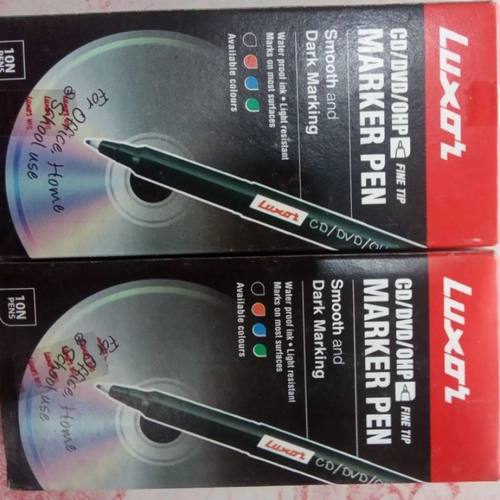 Luxor
CD/DVD/OHP FINE TIP
MARKER PEN
Smooth and
Dark Marking
Water proof ink • Light resistant
Marks on most surfaces
Available colours
For Office, Home
School use
Luxor
CD/DVD/O
10N
PENS
Luxor
CD/DVD/OHP FINE TIP
MARKER PEN
Smooth and
Dark Marking
Water proof ink • Light resistant
Marks on most surfaces
Available colours
For Office, Home
School use
Luxor
CD/DVD/O
10N
PENS